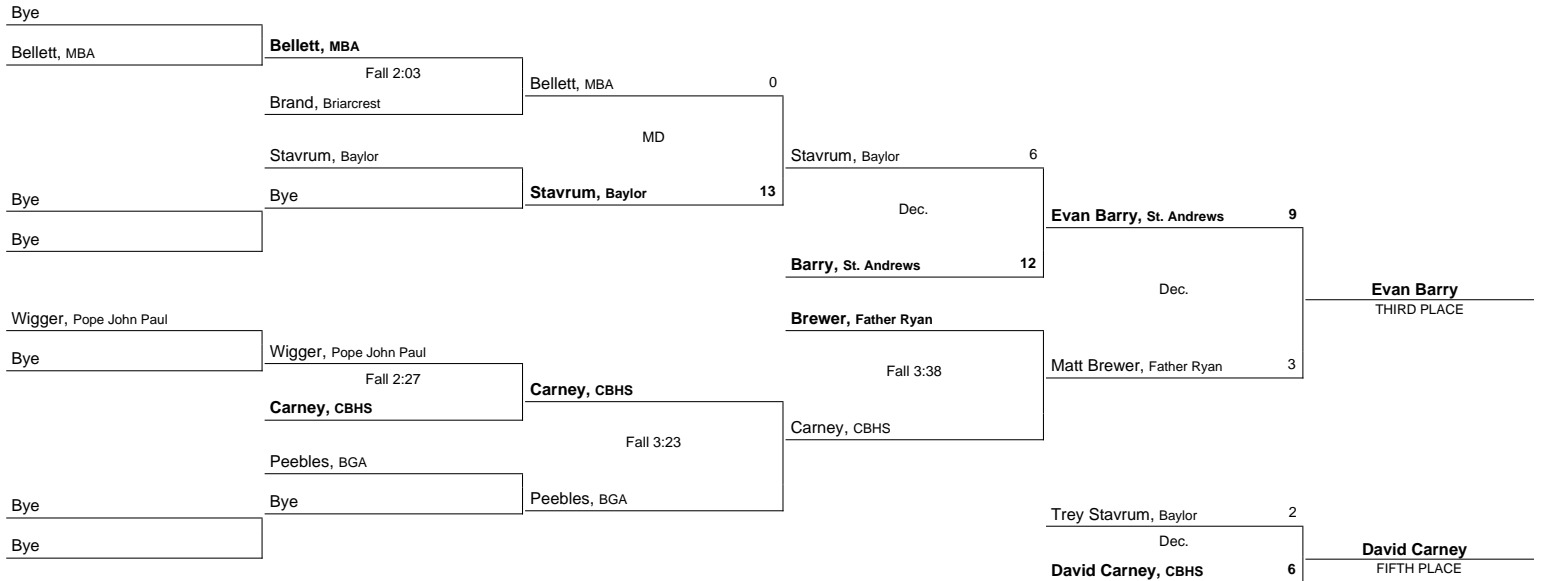 Bye
Bellett, MBA
Bellett, MBA
Fall 2:03
Brand, Briarcrest
Bellett, MBA 0
MD
Stavrum, Baylor
Bye
Bye
Bye
Stavrum, Baylor 13
Stavrum, Baylor 6
Dec.
Barry, St. Andrews 12
Evan Barry, St. Andrews 9
Dec.
Evan Barry
THIRD PLACE
Wigger, Pope John Paul
Bye
Wigger, Pope John Paul
Fall 2:27
Carney, CBHS
Carney, CBHS
Fall 3:23
Brewer, Father Ryan
Fall 3:38
Carney, CBHS
Matt Brewer, Father Ryan 3
Peebles, BGA
Bye
Bye
Bye
Peebles, BGA
Trey Stavrum, Baylor 2
Dec.
David Carney, CBHS 6
David Carney
FIFTH PLACE